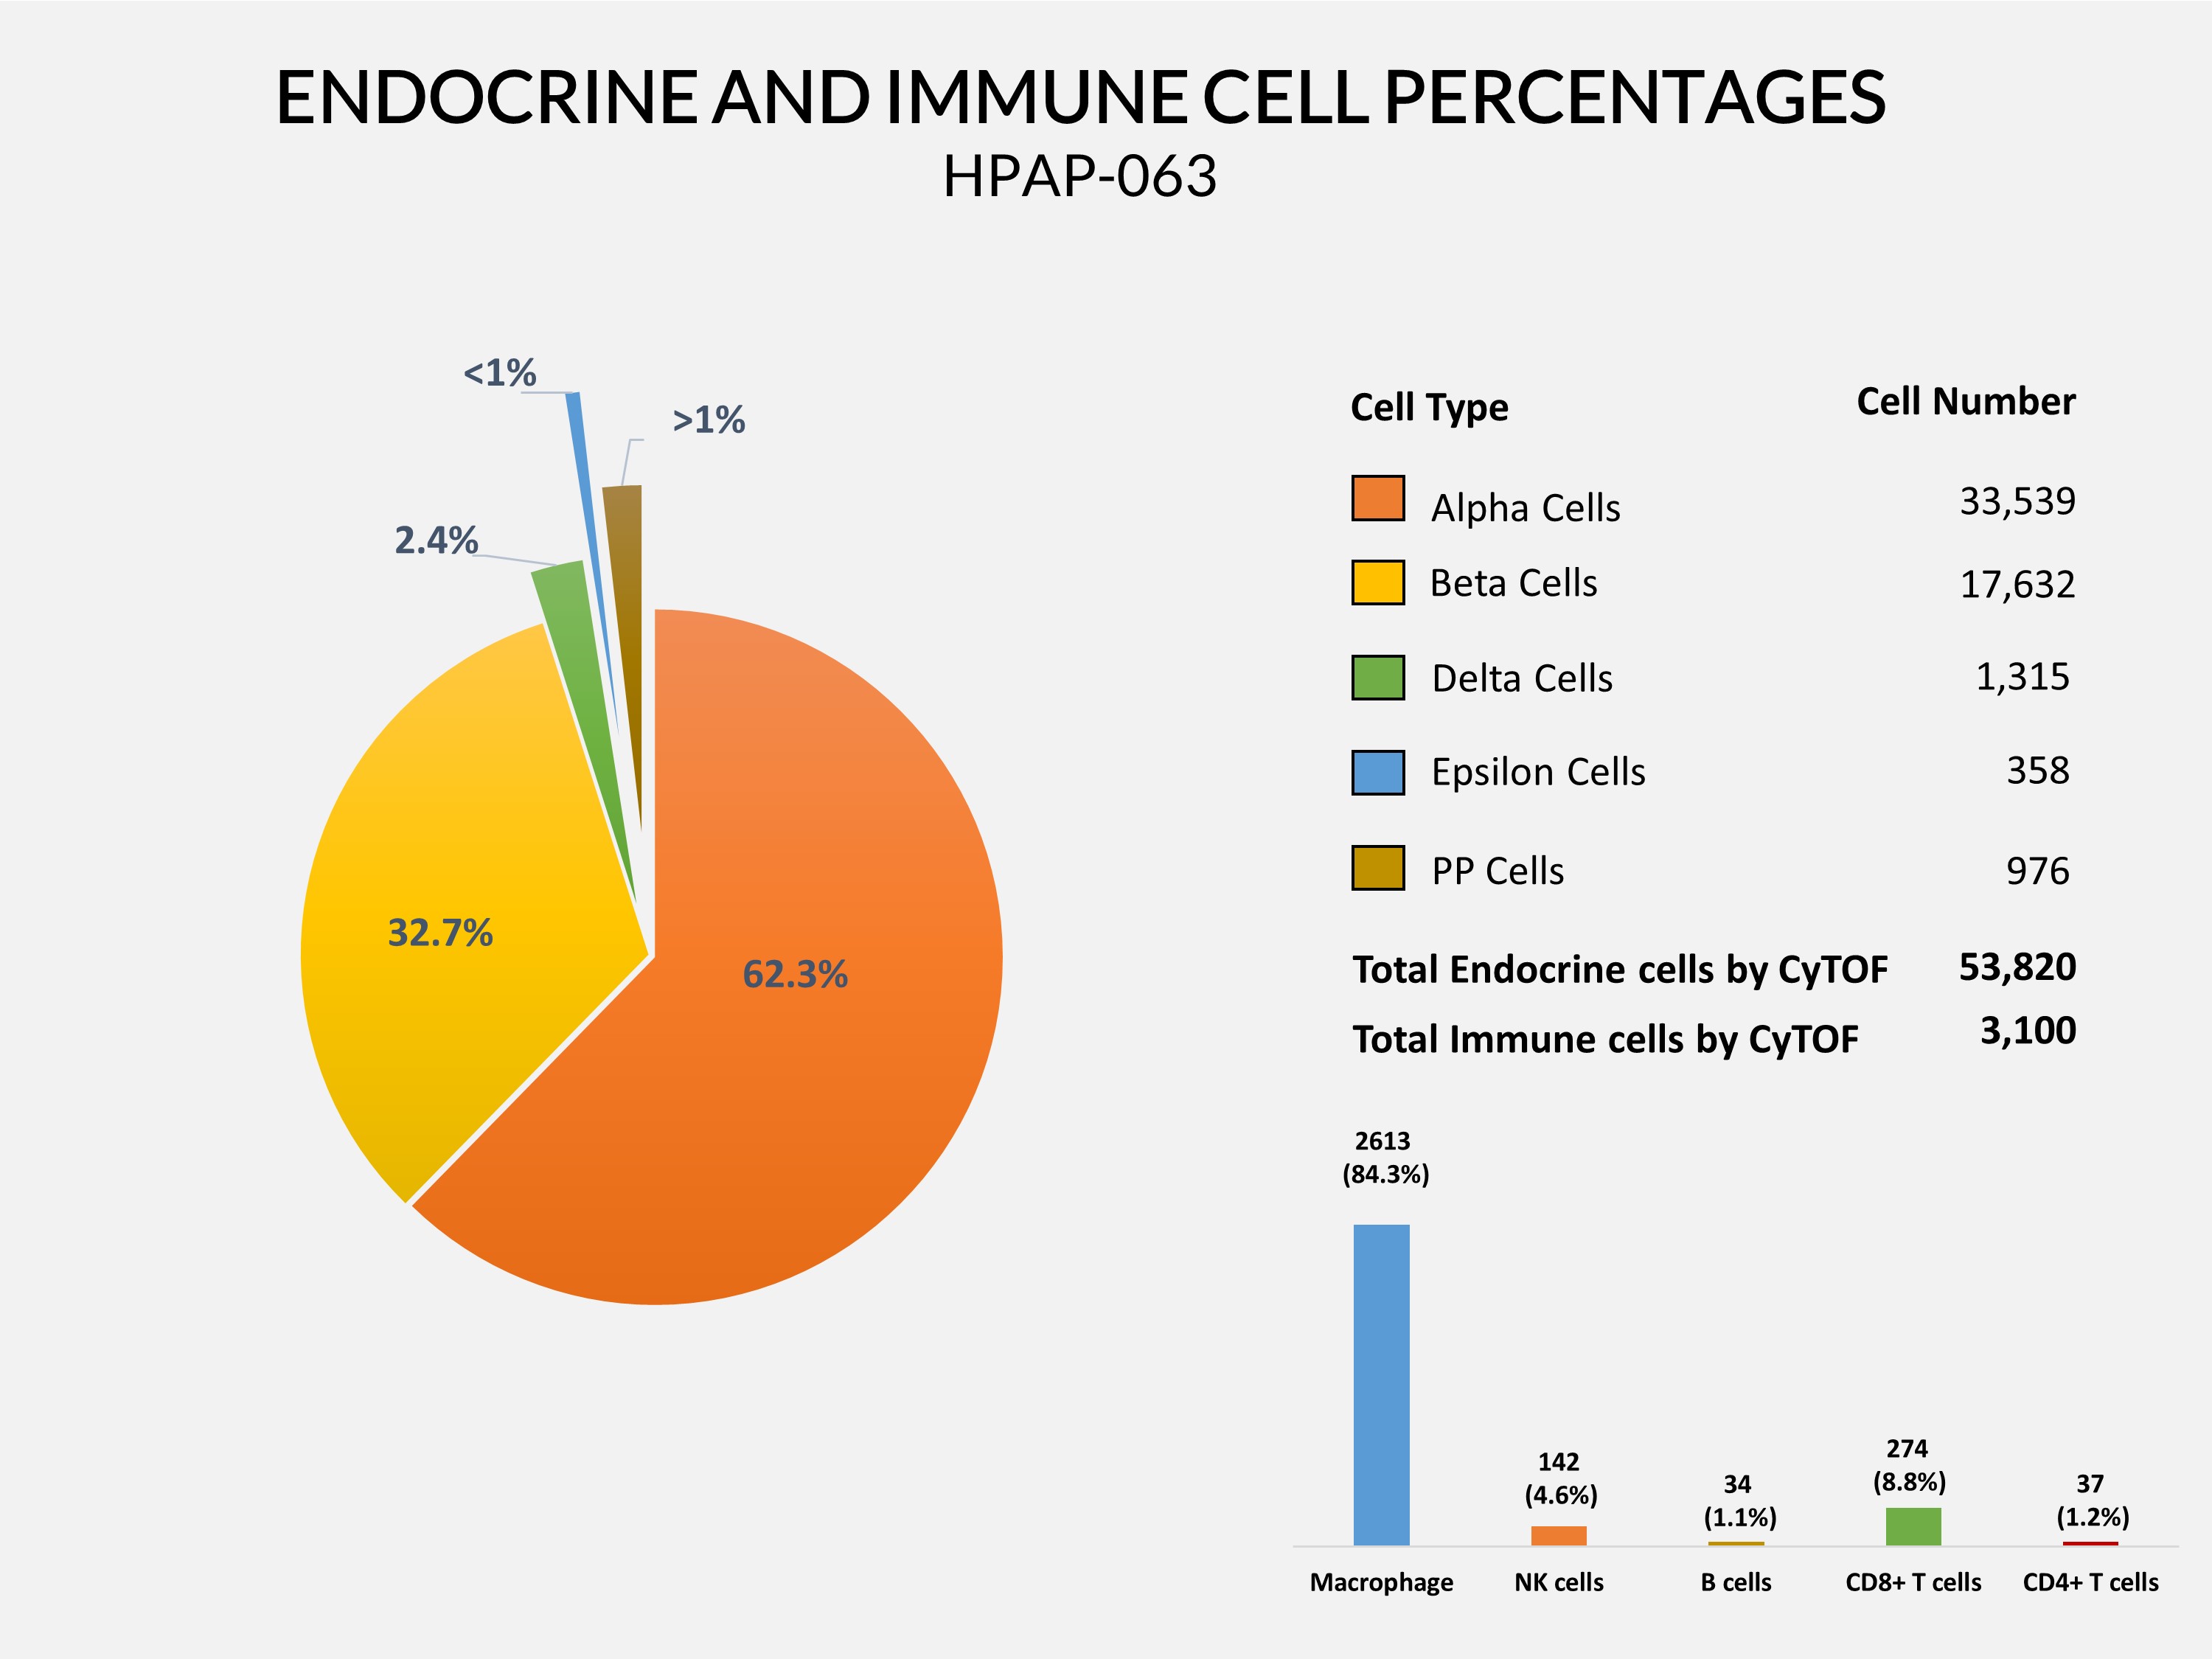 ENDOCRINE AND IMMUNE CELL PERCENTAGES
HPAP-063
<1%
>1%
2.4%
32.7%
62.3%
Cell Type Cell Number
Alpha Cells 33,539
Beta Cells 17,632
Delta Cells 1,315
Epsilon Cells 358
PP Cells 976
Total Endocrine cells by CyTOF 53,820
Total Immune cells by CyTOF 3,100
2613
(84.3%)
142
(4.6%)
34
(1.1%)
274
(8.8%)
37
(1.2%)
Macrophage NK cells B cells CD8+ T cells CD4+ T cells